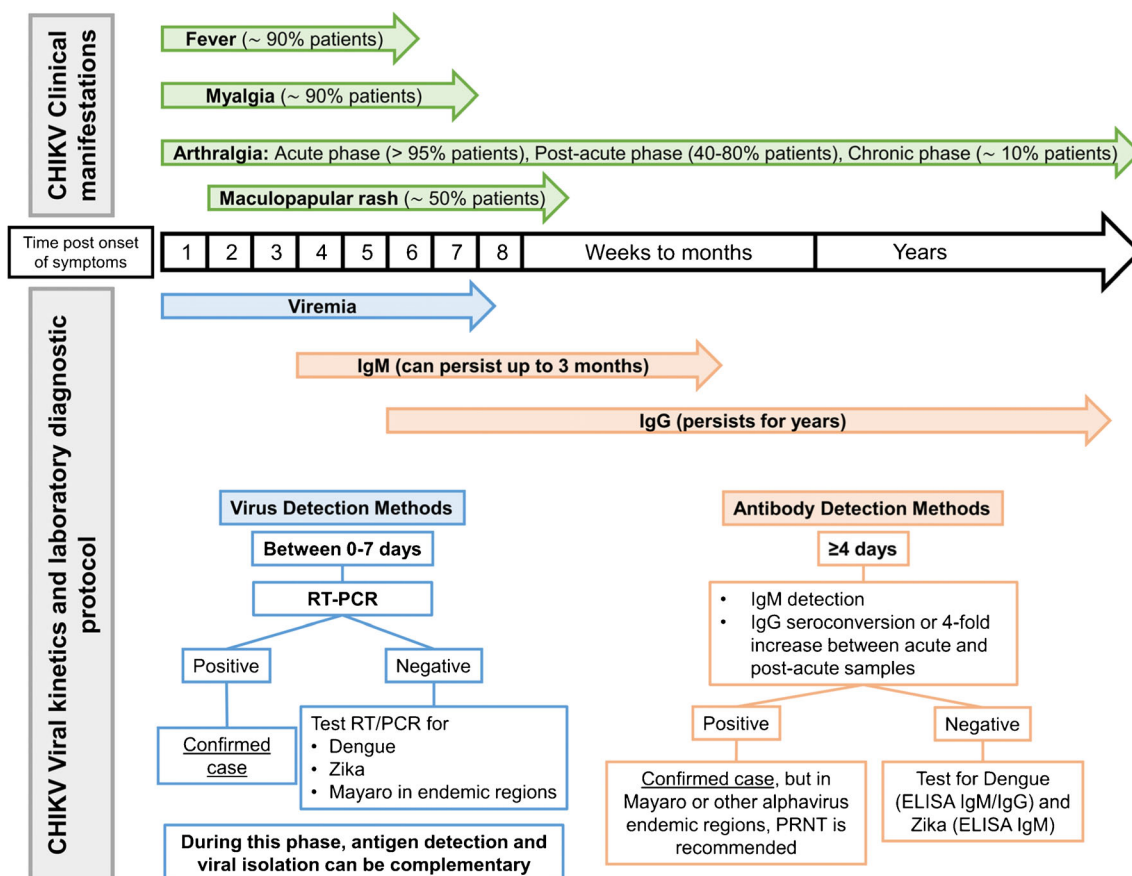 CHIKV Clinical
manifestations
Fever (~ 90% patients)
Myalgia (~ 90% patients)
Arthralgia: Acute phase (> 95% patients), Post-acute phase (40-80% patients), Chronic phase (~ 10% patients)
Maculopapular rash (~ 50% patients)
Time post onset
of symptoms
1 2 3 4 5 6 7 8 Weeks to months Years
CHIKV Viral kinetics and laboratory diagnostic
protocol
Viremia
IgM (can persist up to 3 months)
IgG (persists for years)
Virus Detection Methods
Between 0-7 days
RT-PCR
Positive
Negative
Confirmed
case
Test RT/PCR for
• Dengue
• Zika
• Mayaro in endemic regions
During this phase, antigen detection and
viral isolation can be complementary
Antibody Detection Methods
≥4 days
• IgM detection
• IgG seroconversion or 4-fold
increase between acute and
post-acute samples
Positive
Negative
Confirmed case, but in
Mayaro or other alphavirus
endemic regions, PRNT is
recommended
Test for Dengue
(ELISA IgM/IgG) and
Zika (ELISA IgM)